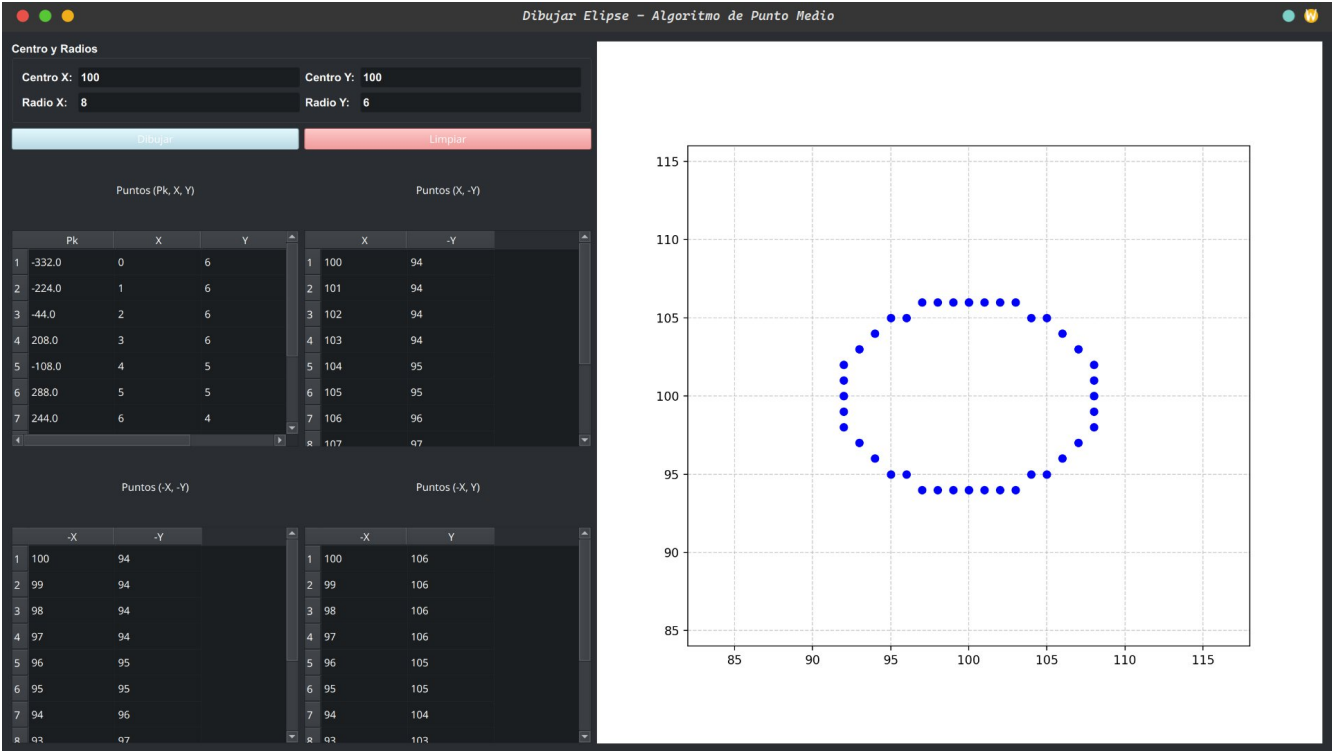 Dibujar Elipse - Algoritmo de Punto Medio
Centro y Radios
Centro X: 100 Centro Y: 100
Radio X: 8 Radio Y: 6
Dibujar Limpiar
Puntos (Pk, X, Y) Puntos (X, -Y)
Pk X Y X -Y
1 -332.0 0 6 1 100 94
2 -224.0 1 6 2 101 94
3 -44.0 2 6 3 102 94
4 208.0 3 6 4 103 94
5 -108.0 4 5 5 104 95
6 288.0 5 5 6 105 95
7 244.0 6 4 7 106 96
8 107 97
Puntos (-X, -Y) Puntos (-X, Y)
-X -Y -X Y
1 100 94 1 100 106
2 99 94 2 99 106
3 98 94 3 98 106
4 97 94 4 97 106
5 96 95 5 96 105
6 95 95 6 95 105
7 94 96 7 94 104
8 93 97 8 93 103
115
110
105
100
95
90
85
85 90 95 100 105 110 115